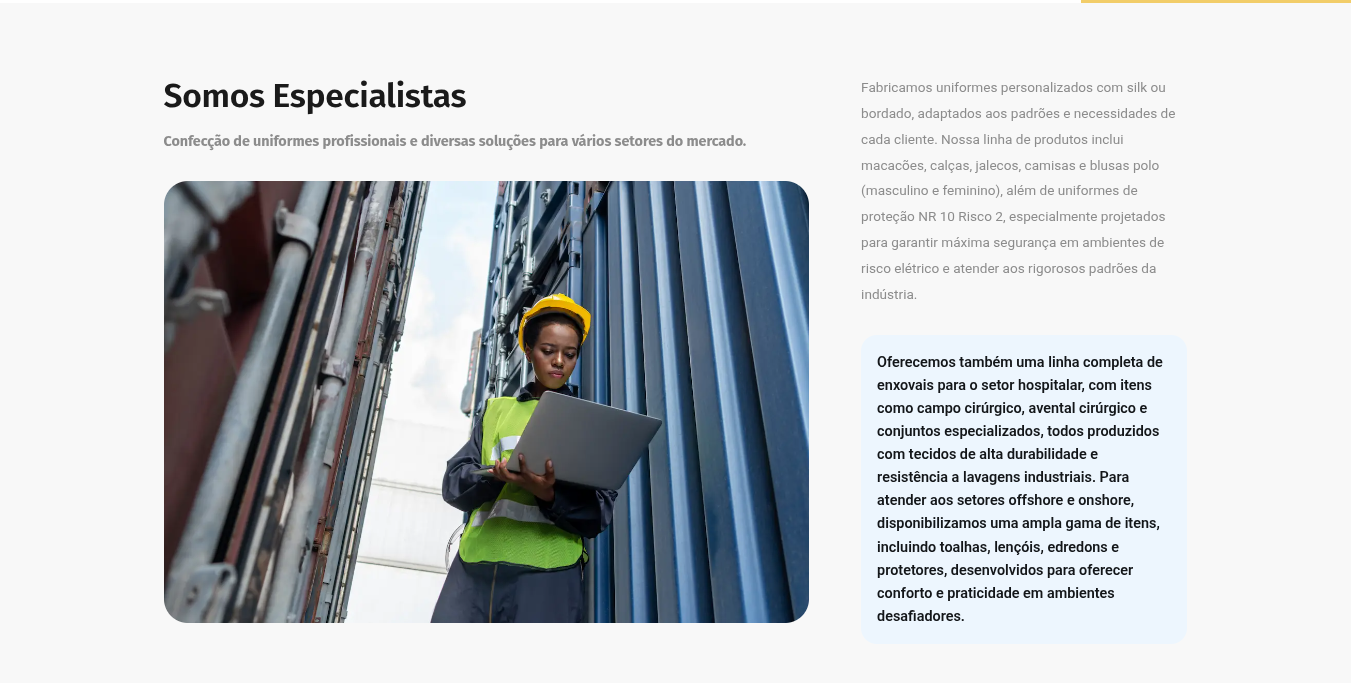 Somos Especialistas
Confecção de uniformes profissionais e diversas soluções para vários setores do mercado.
Fabricamos uniformes personalizados com silk ou
bordado, adaptados aos padrões e necessidades de
cada cliente. Nossa linha de produtos inclui
macacões, calças, jalecos, camisas e blusas polo
(masculino e feminino), além de uniformes de
proteção NR 10 Risco 2, especialmente projetados
para garantir máxima segurança em ambientes de
risco elétrico e atender aos rigorosos padrões da
indústria.
Oferecemos também uma linha completa de
enxovais para o setor hospitalar, com itens
como campo cirúrgico, avental cirúrgico e
conjuntos especializados, todos produzidos
com tecidos de alta durabilidade e
resistência a lavagens industriais. Para
atender aos setores offshore e onshore,
disponibilizamos uma ampla gama de itens,
incluindo toalhas, lençóis, edredons e
protetores, desenvolvidos para oferecer
conforto e praticidade em ambientes
desafiadores.